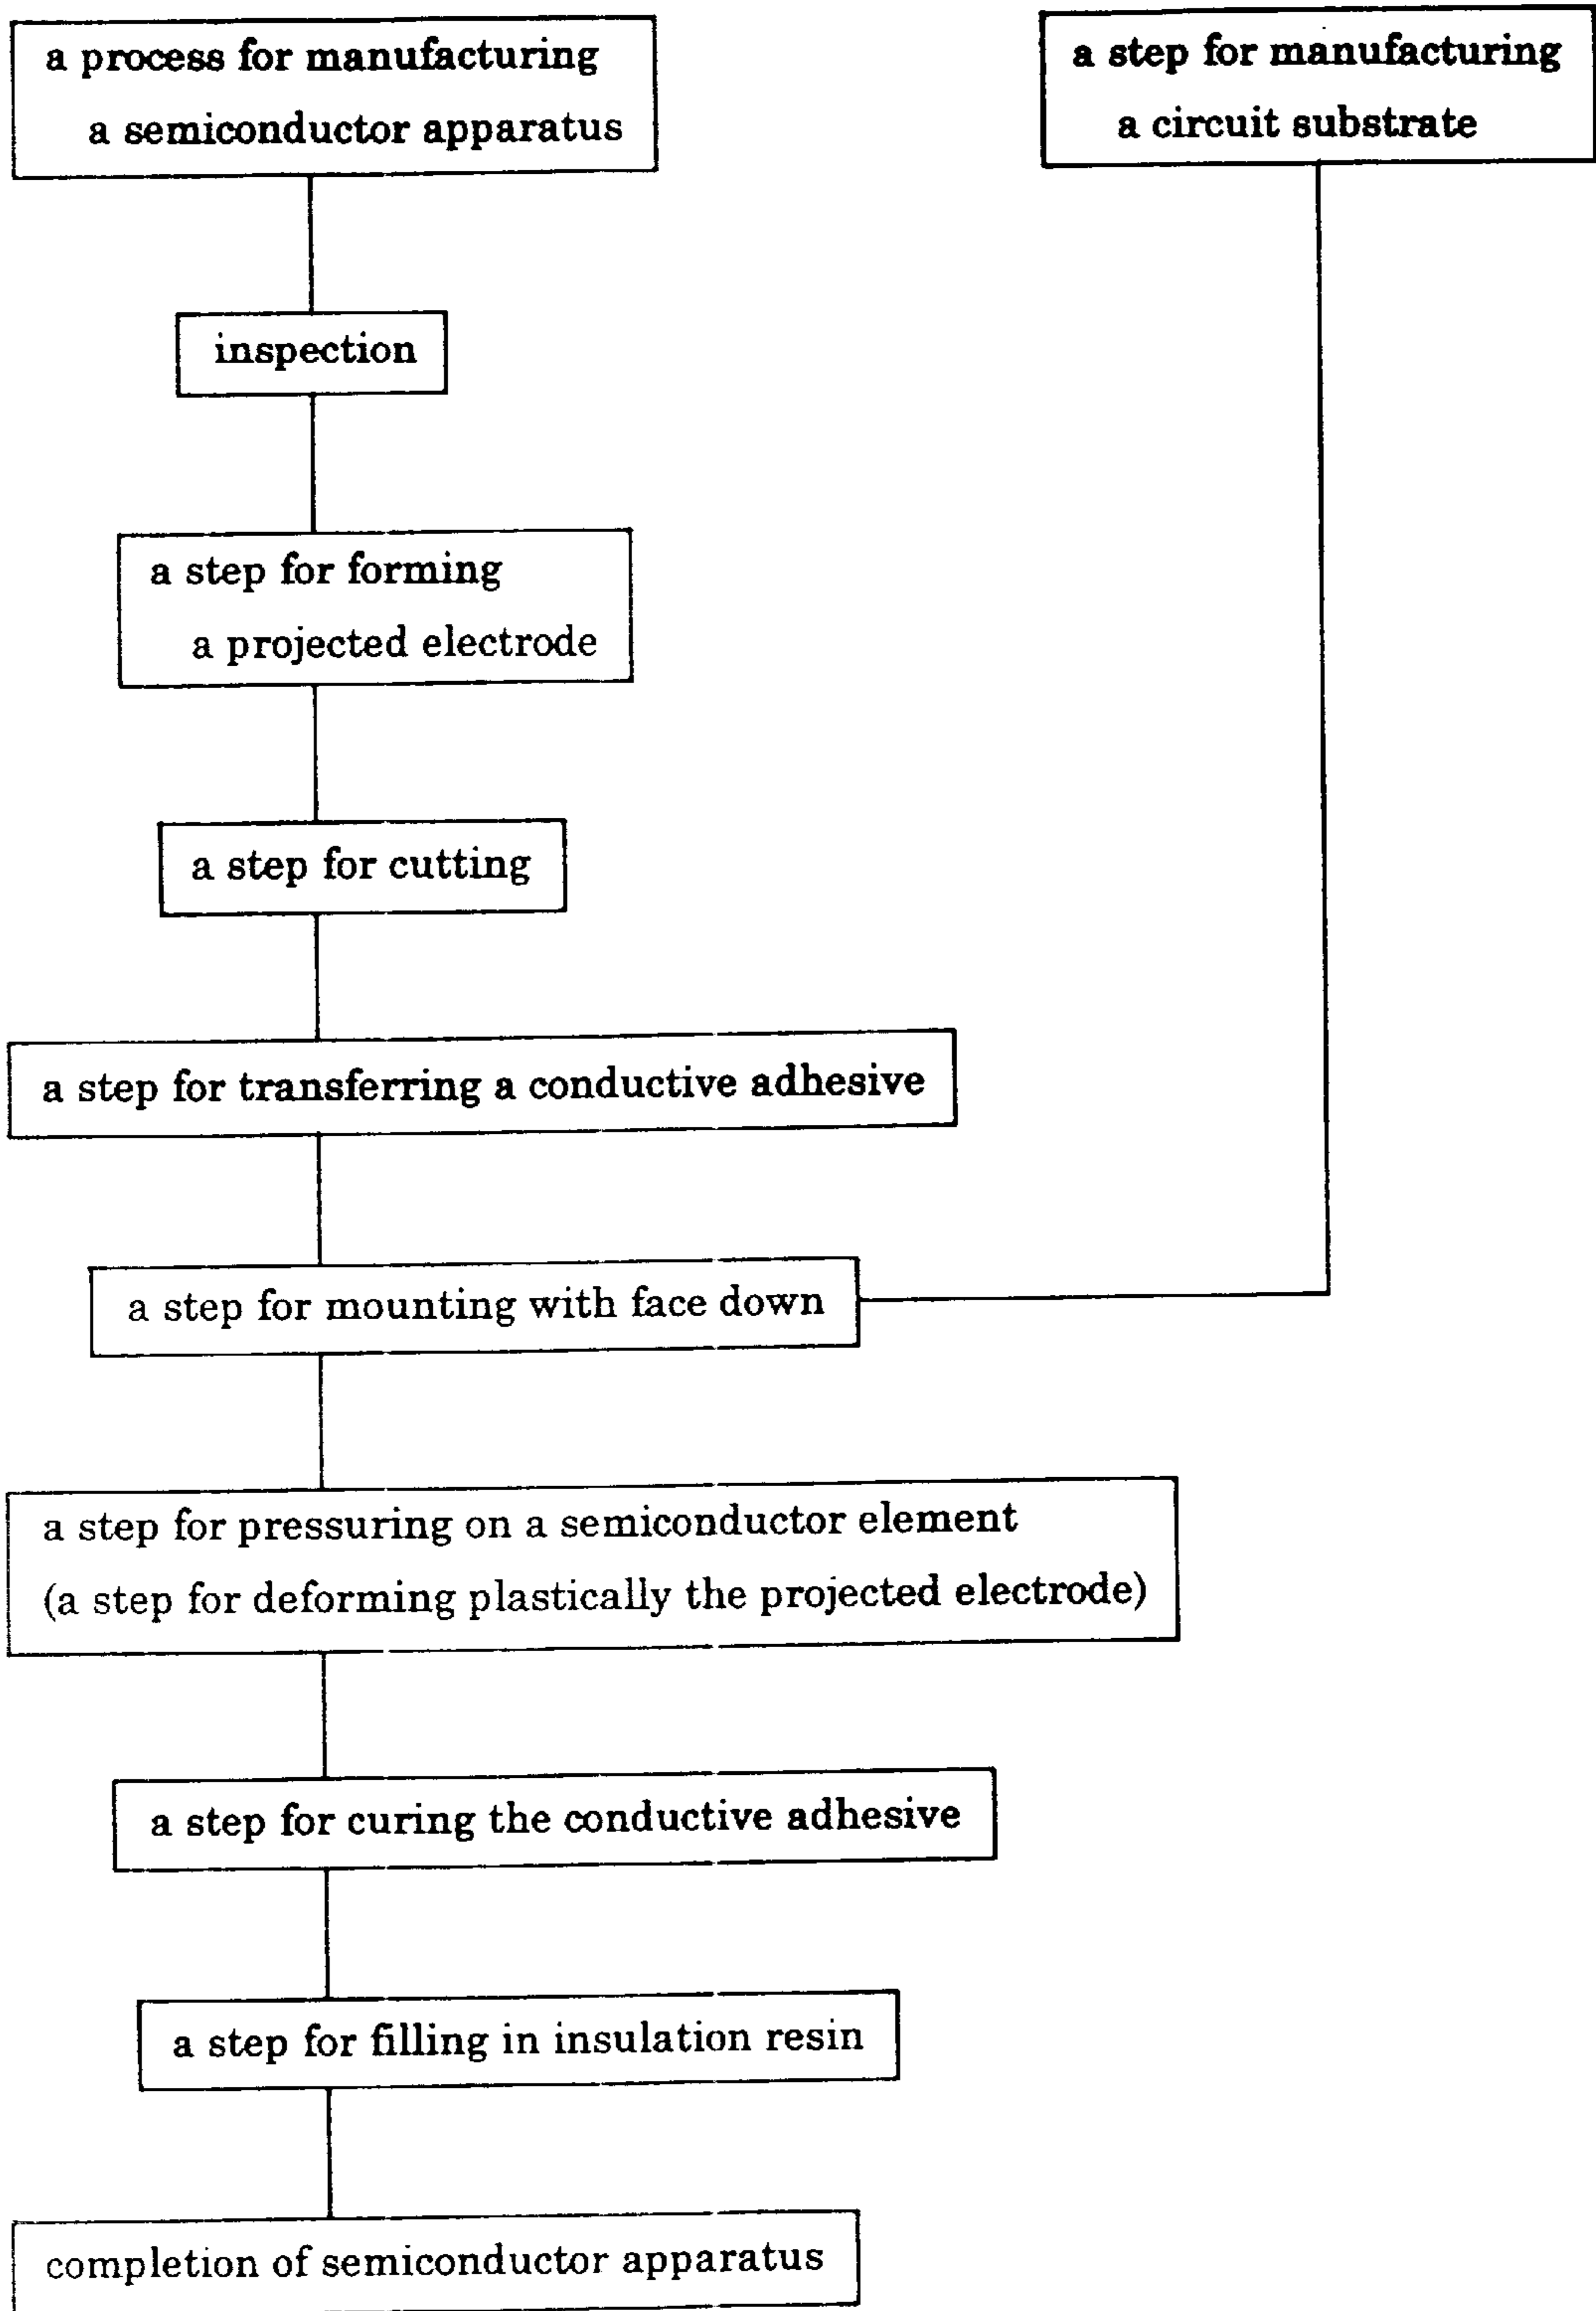 a process for manufacturing
a semiconductor apparatus
a step for manufacturing
a circuit substrate
inspection
a step for forming
a projected electrode
a step for cutting
a step for transferring a conductive adhesive
a step for mounting with face down
a step for pressuring on a semiconductor element
(a step for deforming plastically the projected electrode)
a step for curing the conductive adhesive
a step for filling in insulation resin
completion of semiconductor apparatus